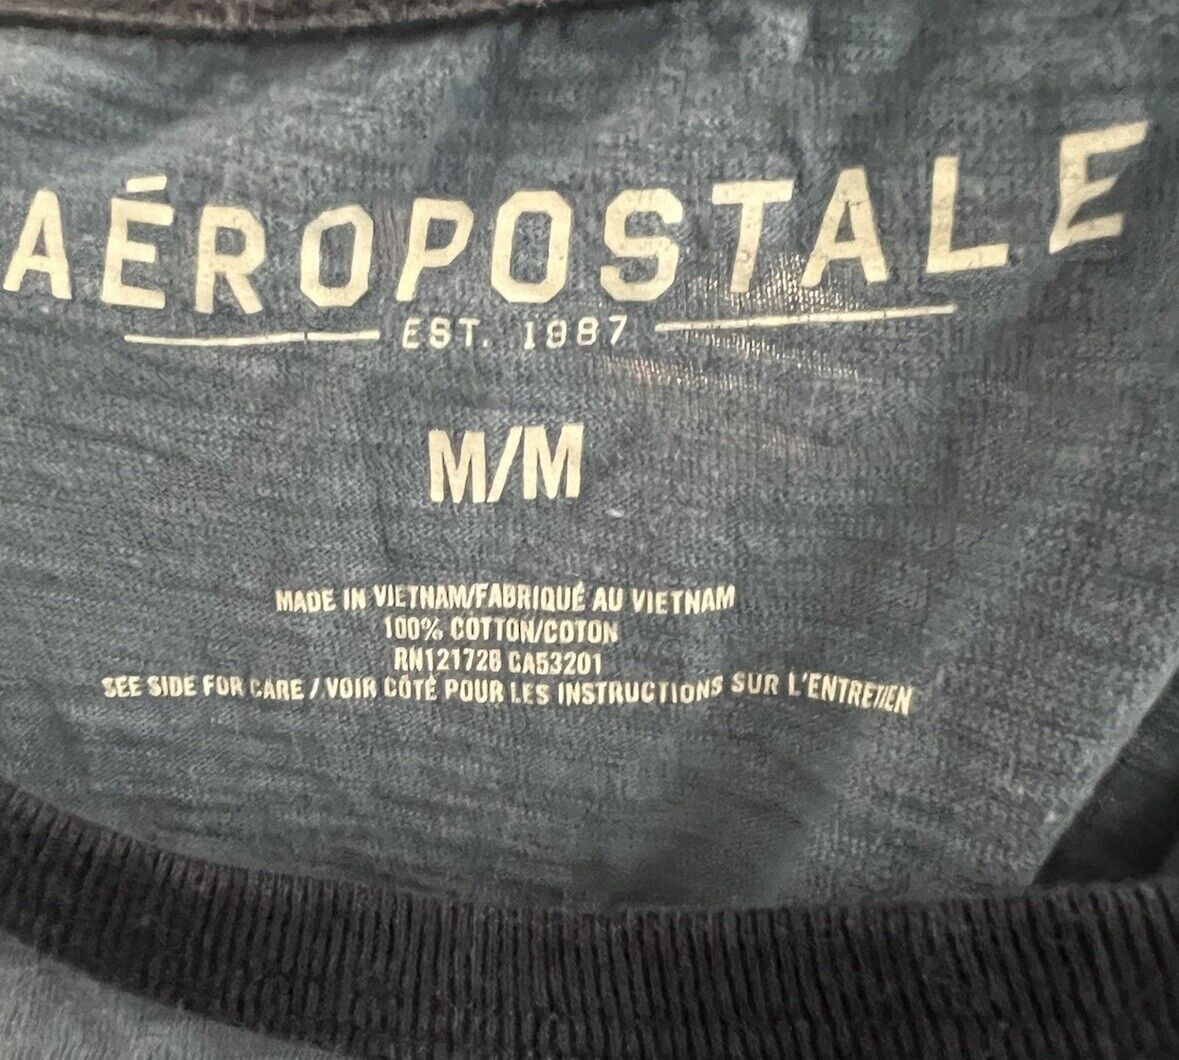 AÉROPOSTALE
EST. 1987
M/M
MADE IN VIETNAM/FABRIQUÉ AU VIETNAM
100% COTTON/COTON
RN121726 CA53201
SEE SIDE FOR CARE / VOIR CÔTÉ POUR LES INSTRUCTIONS SUR L'ENTRETIEN